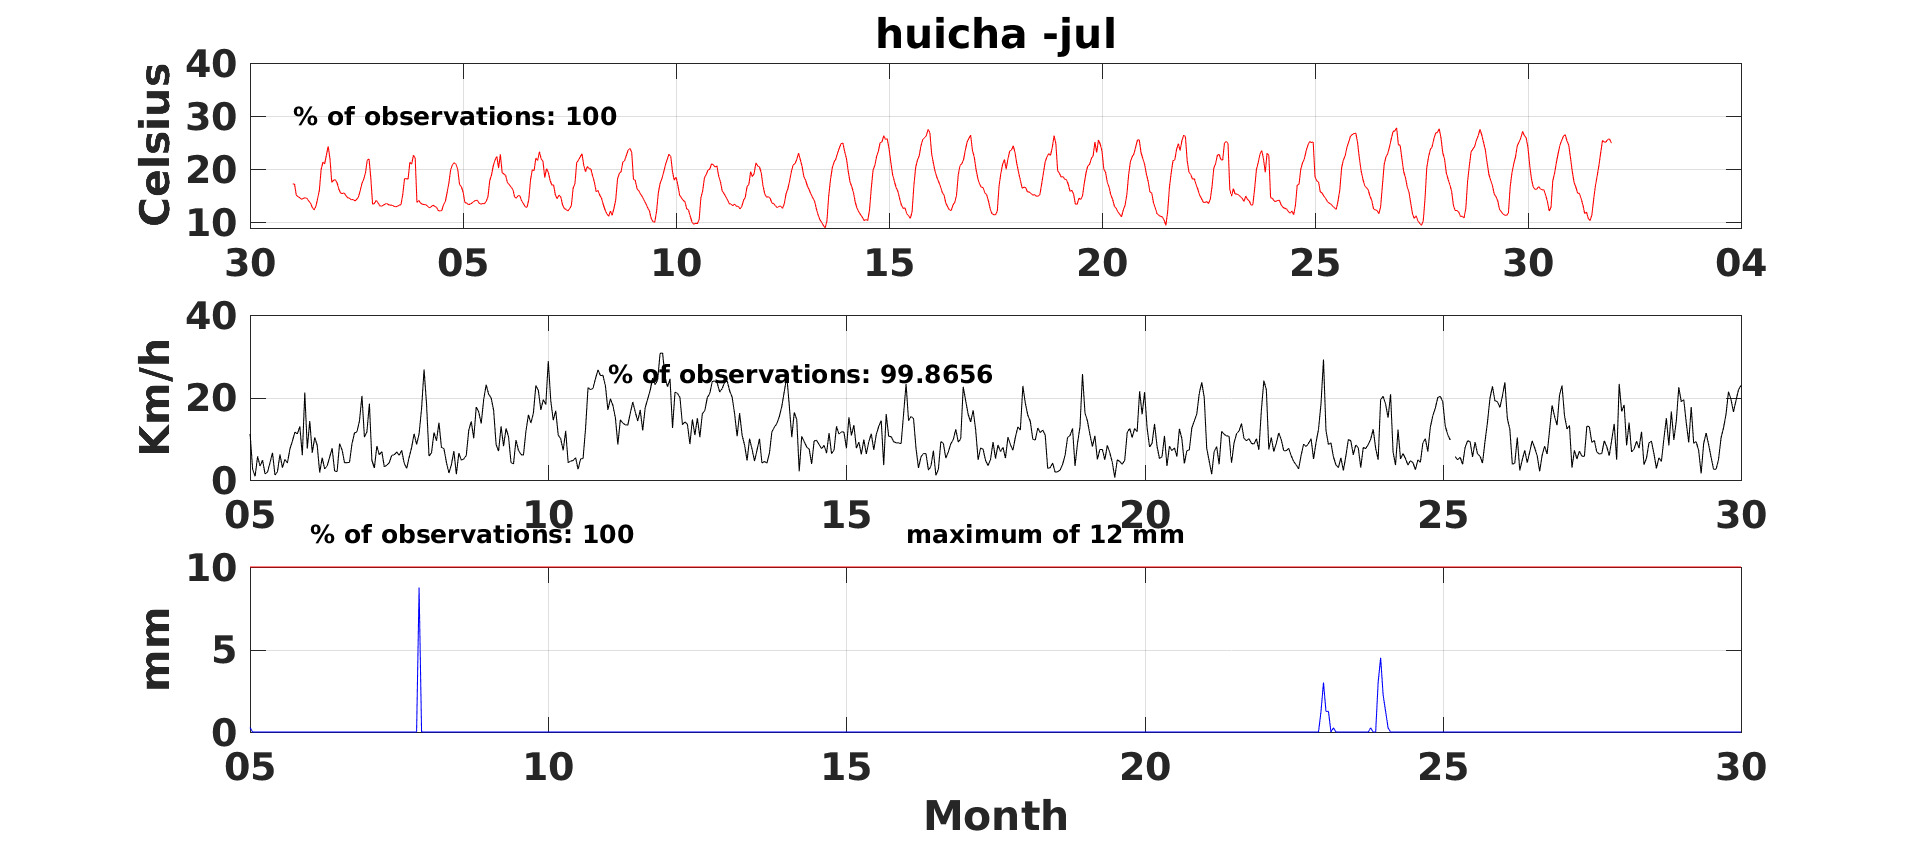 huicha -jul
Celsius
40
30
20
10
% of observations: 100
30 05 10 15 20 25 30 04
Km/h
40
20
0
% of observations: 99.8656
05 10 15 20 25 30
% of observations: 100 maximum of 12 mm
mm
10
5
0
05 10 15 20 25 30
Month